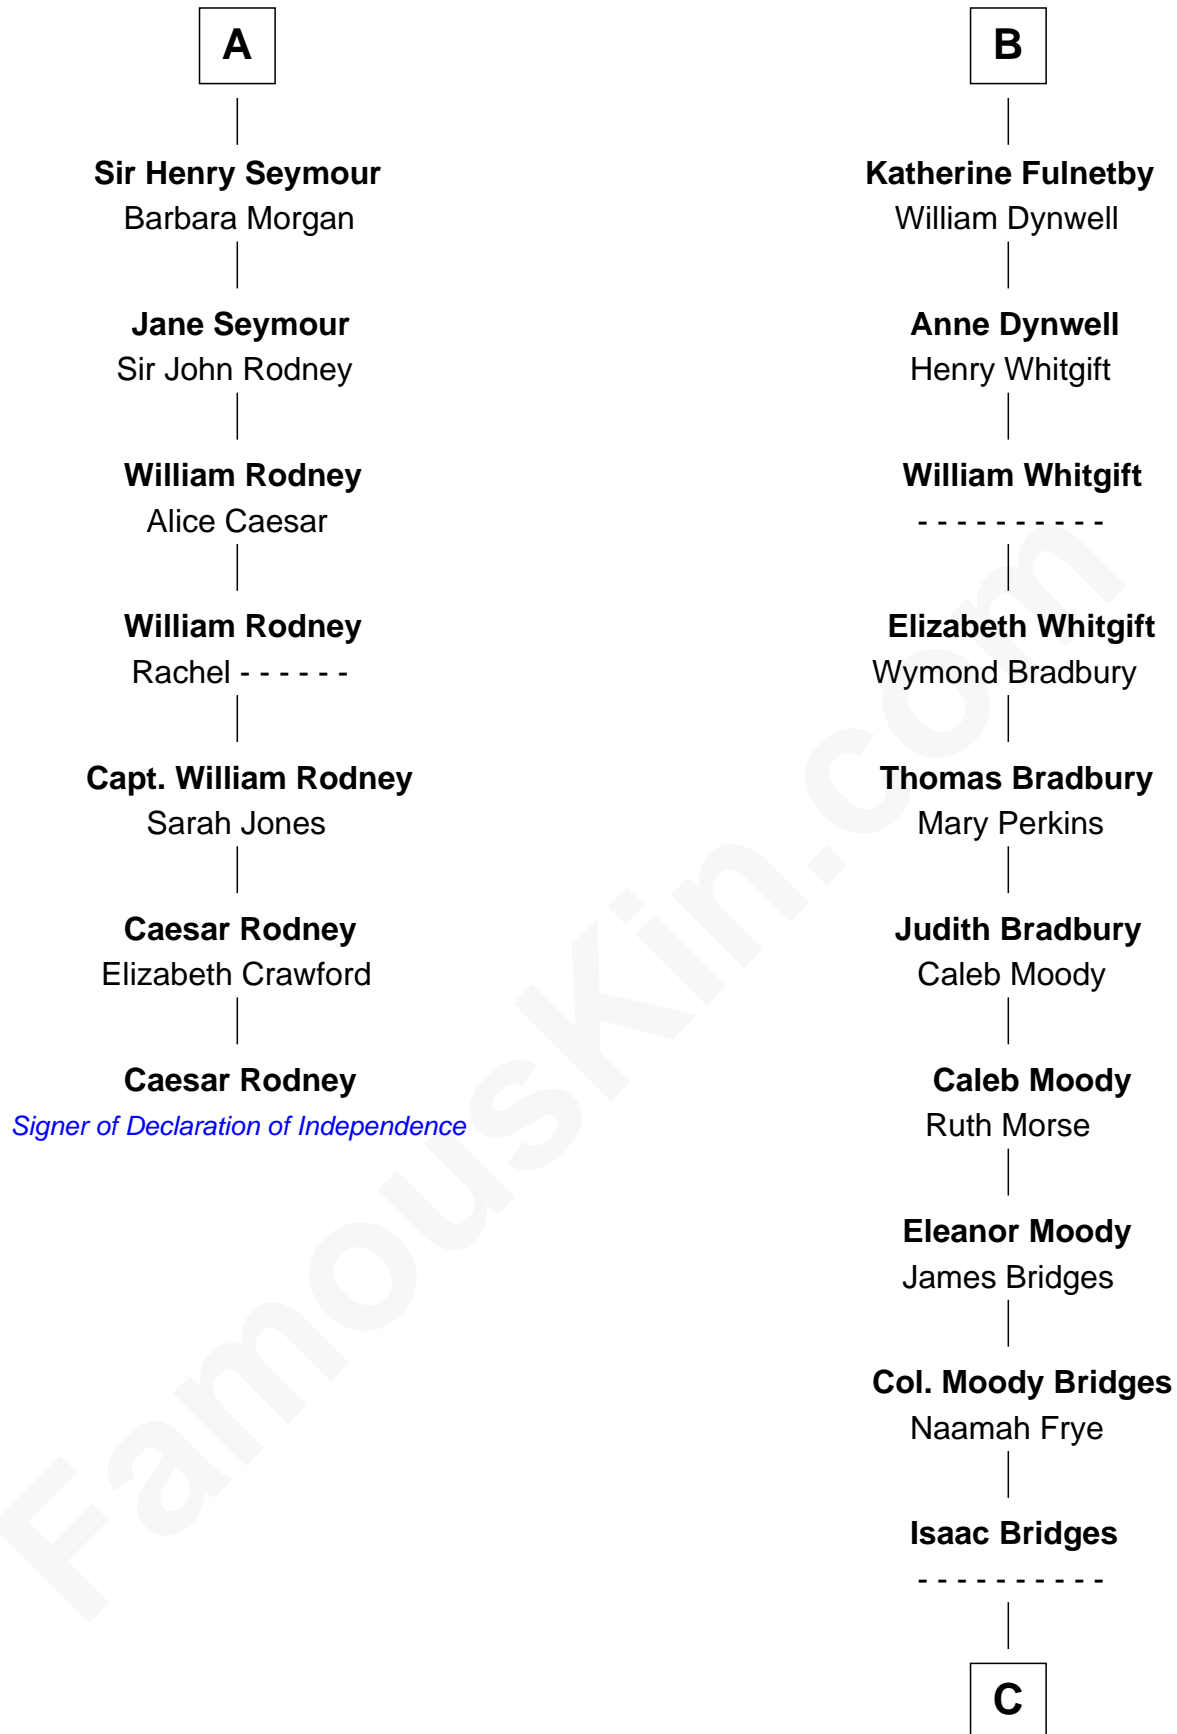 A
Sir Henry Seymour
Barbara Morgan
Jane Seymour
Sir John Rodney
William Rodney
Alice Caesar
William Rodney
Rachel - - - - - -
Capt. William Rodney
Sarah Jones
Caesar Rodney
Elizabeth Crawford
Caesar Rodney
Signer of Declaration of Independence
B
Katherine Fulnetby
William Dynwell
Anne Dynwell
Henry Whitgift
William Whitgift
- - - - - - - - - -
Elizabeth Whitgift
Wymond Bradbury
Thomas Bradbury
Mary Perkins
Judith Bradbury
Caleb Moody
Caleb Moody
Ruth Morse
Eleanor Moody
James Bridges
Col. Moody Bridges
Naamah Frye
Isaac Bridges
- - - - - - - - - -
C
FamousKin.com